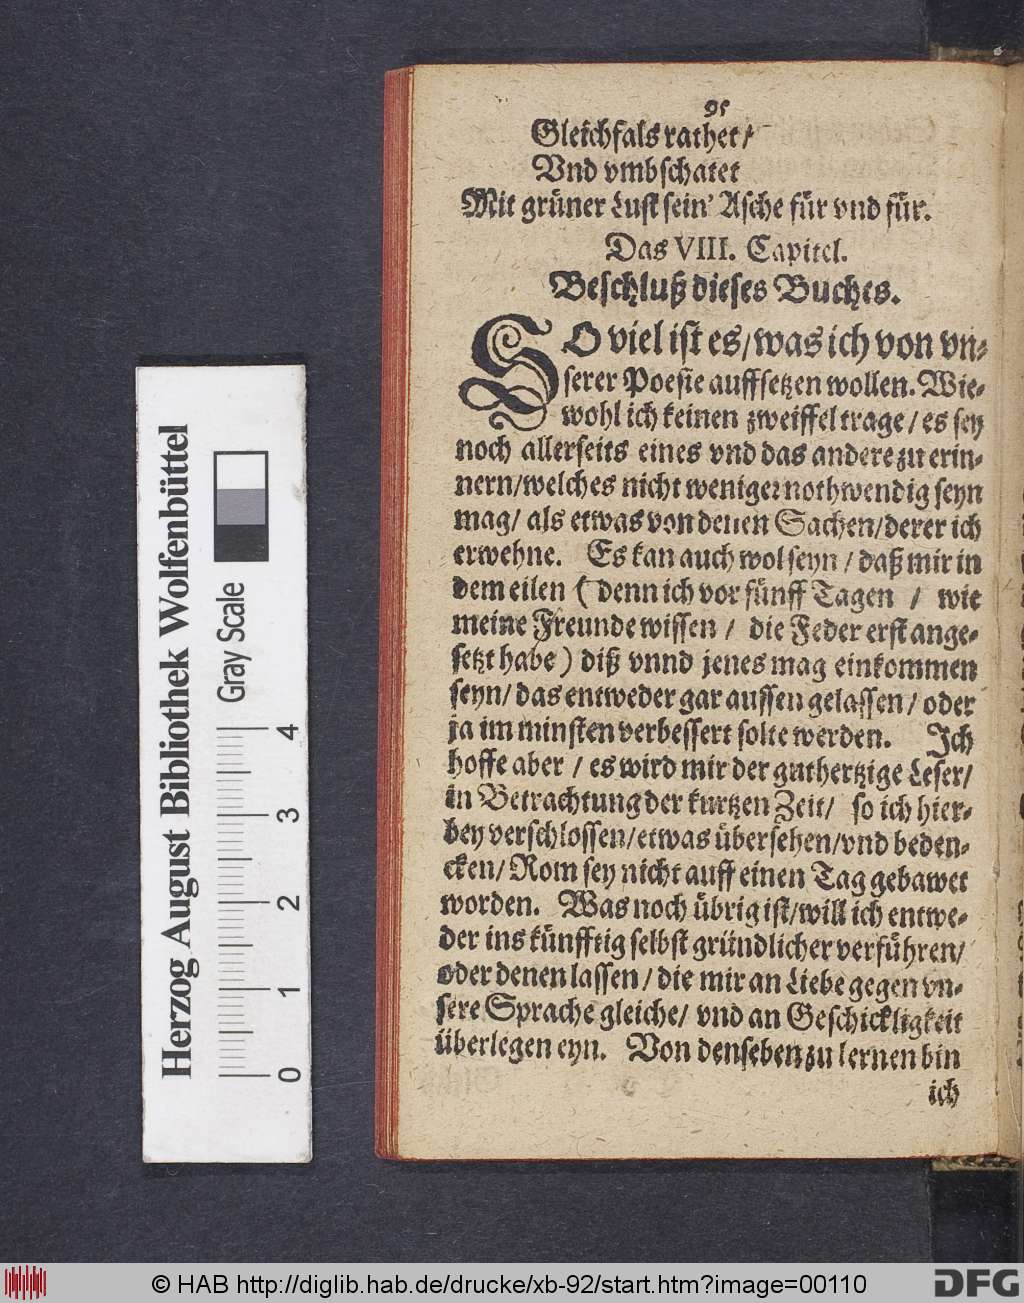 95
Gleichfals rathet/
Vnd vmbschatet
Mit grüner Lust sein' Asche für vnd für.
Das VIII. Capitel.
Beschluß dieses Buches.
SO viel ist es/was ich von vn-
serer Poesie auffsetzen wollen. Wie-
wohl ich keinen zweiffel trage/ es sey
noch allerseits eines vnd das andere zu erin-
nern/welches nicht weniger nothwendig seyn
mag/ als etwas von denen Sachen/derer ich
erwehne. Es kan auch wol seyn / daß mir in
dem eilen (denn ich vor fünff Tagen / wie
meine Freunde wissen / die Feder erst ange-
setzt habe) diß vnnd jenes mag einkommen
seyn/ das entweder gar aussen gelassen/ oder
ja im minsten verbessert solte werden. Ich
hoffe aber / es wird mir der guthertzige Leser/
in Betrachtung der kurtzen Zeit/ so ich hier-
bey verschlossen/etwas übersehen/vnd beden-
cken/ Rom sey nicht auff einen Tag gebawet
worden. Was noch übrig ist/will ich entwe-
der ins künfftig selbst gründlicher verführen/
oder denen lassen / die mir an Liebe gegen vn-
sere Sprache gleiche/ vnd an Geschickligkeit
überlegen eyn. Von denseben zu lernen bin
ich
Herzog August Bibliothek Wolfenbüttel
Gray Scale
0 1 2 3 4
© HAB http://diglib.hab.de/drucke/xb-92/start.htm?image=00110
DFG